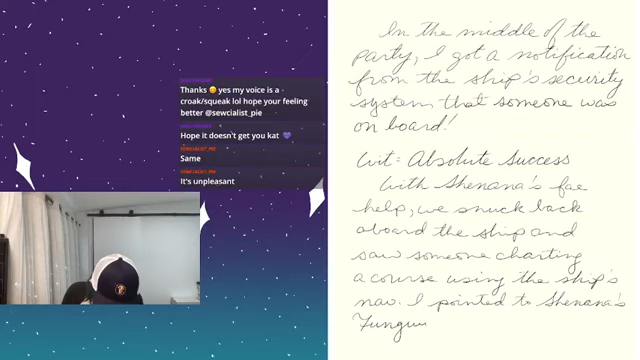 Thanks 😷 yes my voice is a
croak/squeak lol hope your feeling
better @sewcialist_pie
Hope it doesn't get you kat 💜
SEWCIALIST_PIE
Same
SEWCIALIST_PIE
It's unpleasant
In the middle of the
party, I got a notification
from the ship's security
system that someone was
on board!
Wit: Absolute Success
With Shenana's fae
help, we snuck back
aboard the ship and
saw someone charting
a course using the ship's
nav. I pointed to Shenana's